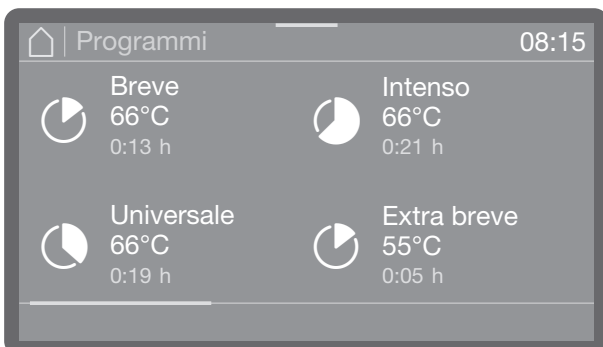 Programmi 08:15
Breve
66°C
0:13 h
Intenso
66°C
0:21 h
Universale
66°C
0:19 h
Extra breve
55°C
0:05 h